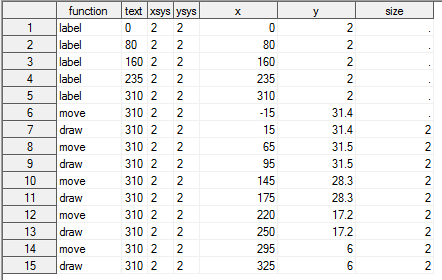 function text xsys ysys x y size
1 label 0 2 2 0 2 .
2 label 80 2 2 80 2 .
3 label 160 2 2 160 2 .
4 label 235 2 2 235 2 .
5 label 310 2 2 310 2 .
6 move 310 2 2 -15 31.4 .
7 draw 310 2 2 15 31.4 2
8 move 310 2 2 65 31.5 2
9 draw 310 2 2 95 31.5 2
10 move 310 2 2 145 28.3 2
11 draw 310 2 2 175 28.3 2
12 move 310 2 2 220 17.2 2
13 draw 310 2 2 250 17.2 2
14 move 310 2 2 295 6 2
15 draw 310 2 2 325 6 2